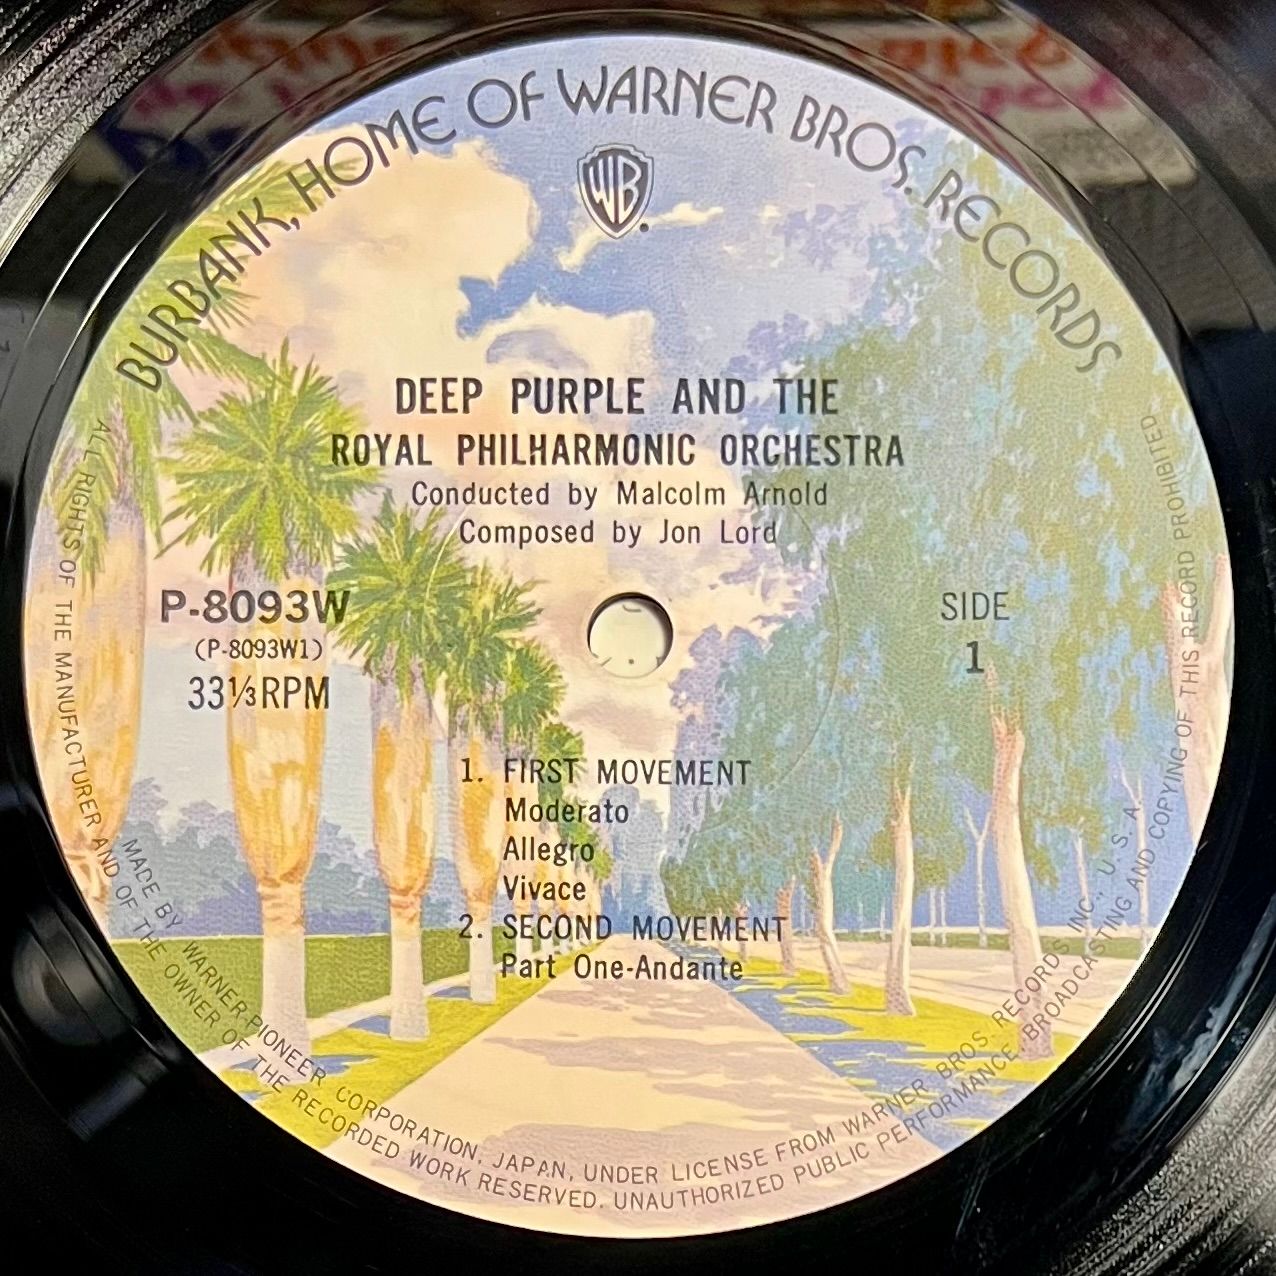 BURBANK, HOME OF WARNER BROS. RECORDS
WB
DEEP PURPLE AND THE
ROYAL PHILHARMONIC ORCHESTRA
Conducted by Malcolm Arnold
Composed by Jon Lord
P-8093W
(P-8093W1)
33⅓RPM
SIDE
1
1. FIRST MOVEMENT
Moderato
Allegro
Vivace
2. SECOND MOVEMENT
Part One-Andante
MADE BY WARNER-PIONEER CORPORATION, JAPAN, UNDER LICENSE FROM WARNER BROS. RECORDS INC., U. S. A.
ALL RIGHTS OF THE MANUFACTURER AND OF THE OWNER OF THE RECORDED WORK RESERVED. UNAUTHORIZED PUBLIC PERFORMANCE, BROADCASTING AND COPYING OF THIS RECORD PROHIBITED